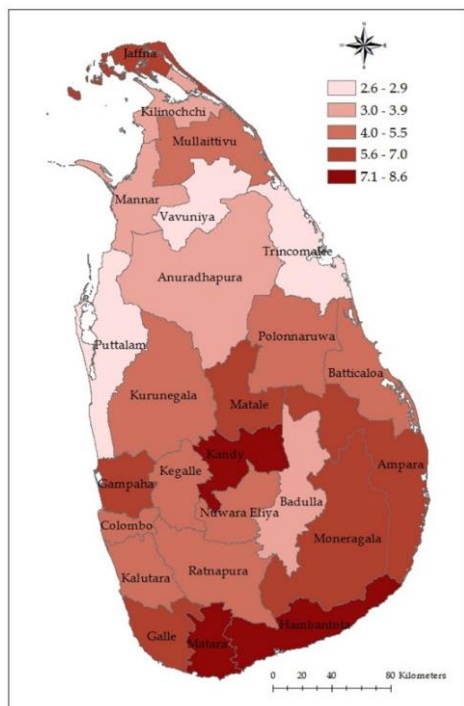 Jaffna
N
2.6 - 2.9
3.0 - 3.9
4.0 - 5.5
5.6 - 7.0
7.1 - 8.6
Kilinochchi
Mullaittivu
Mannar
Vavuniya
Trincomalee
Anuradhapura
Puttalam
Polonnaruwa
Batticaloa
Kurunegala
Matale
Kandy
Ampara
Gampaha
Kegalle
Nuwara Eliya
Badulla
Colombo
Moneragala
Kalutara
Ratnapura
Galle
Matara
Hambantota
0 20 40 80 Kilometers